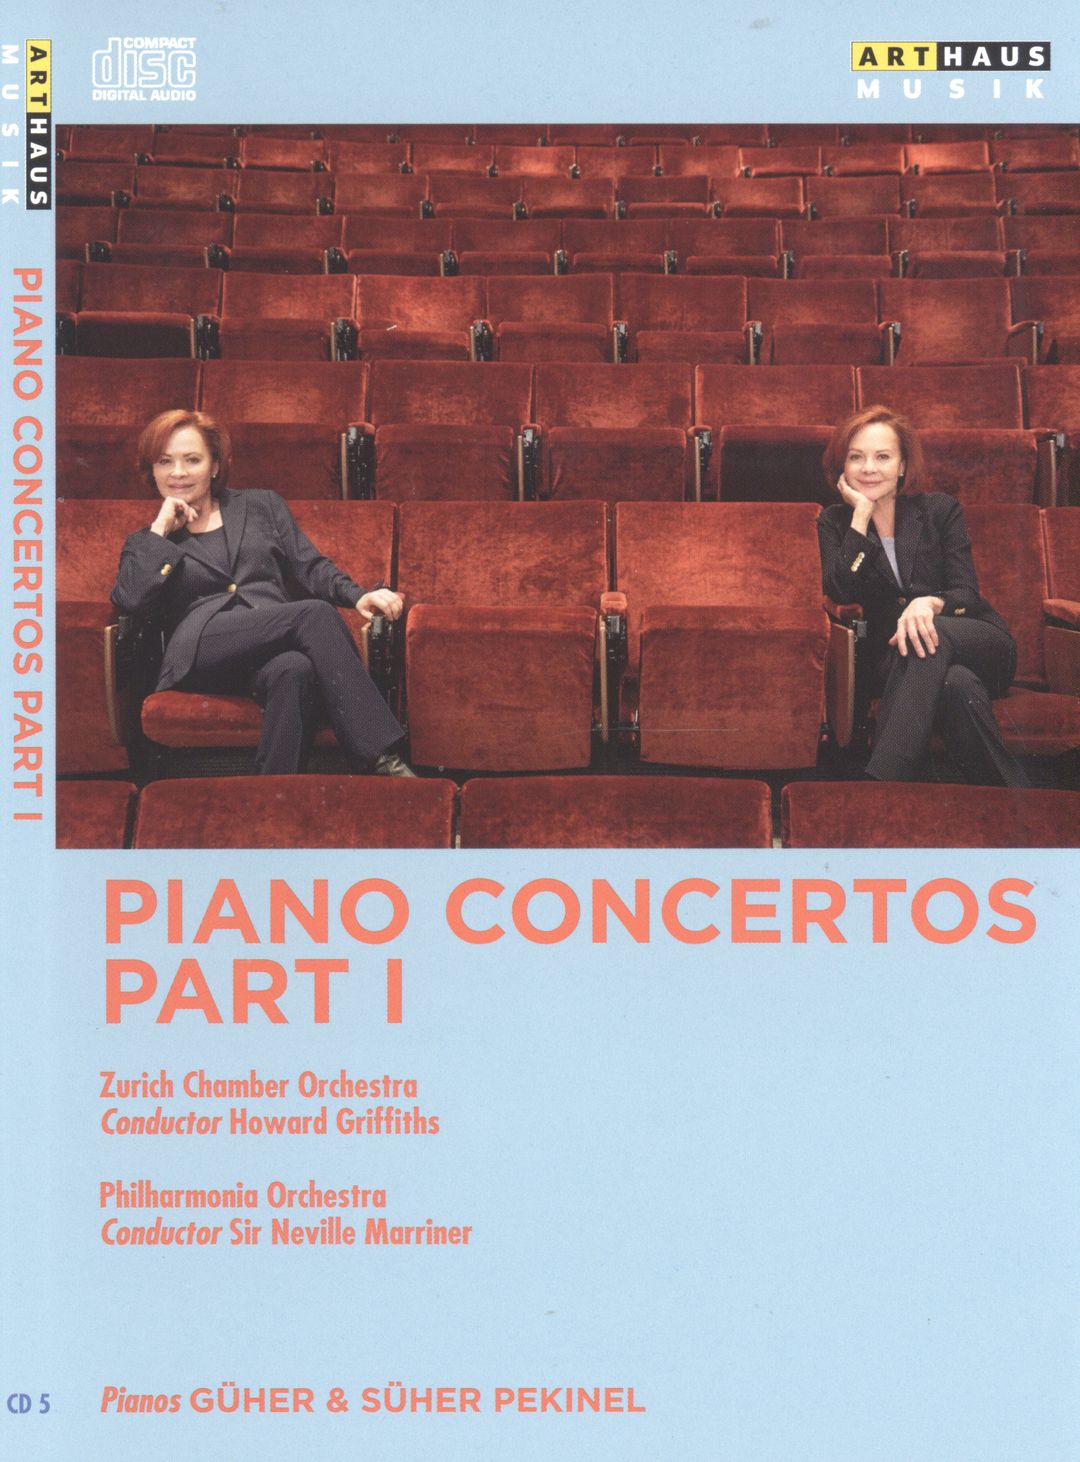 COMPACT
disc
DIGITAL AUDIO
ARTHAUS
MUSIK
ARTHAUS
MUSIK
PIANO CONCERTOS PART I
PIANO CONCERTOS
PART I
Zurich Chamber Orchestra
Conductor Howard Griffiths
Philharmonia Orchestra
Conductor Sir Neville Marriner
CD 5
Pianos GÜHER & SÜHER PEKINEL